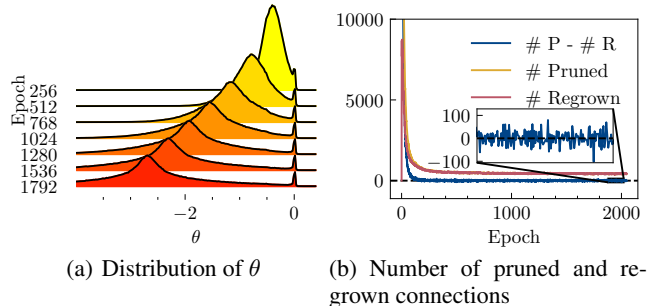 Epoch
256
512
768
1024
1280
1536
1792
−2
0
θ
10000
5000
0
# P - # R
# Pruned
# Regrown
100
0
−100
0
1000
2000
Epoch
(a) Distribution of θ
(b) Number of pruned and re-
grown connections